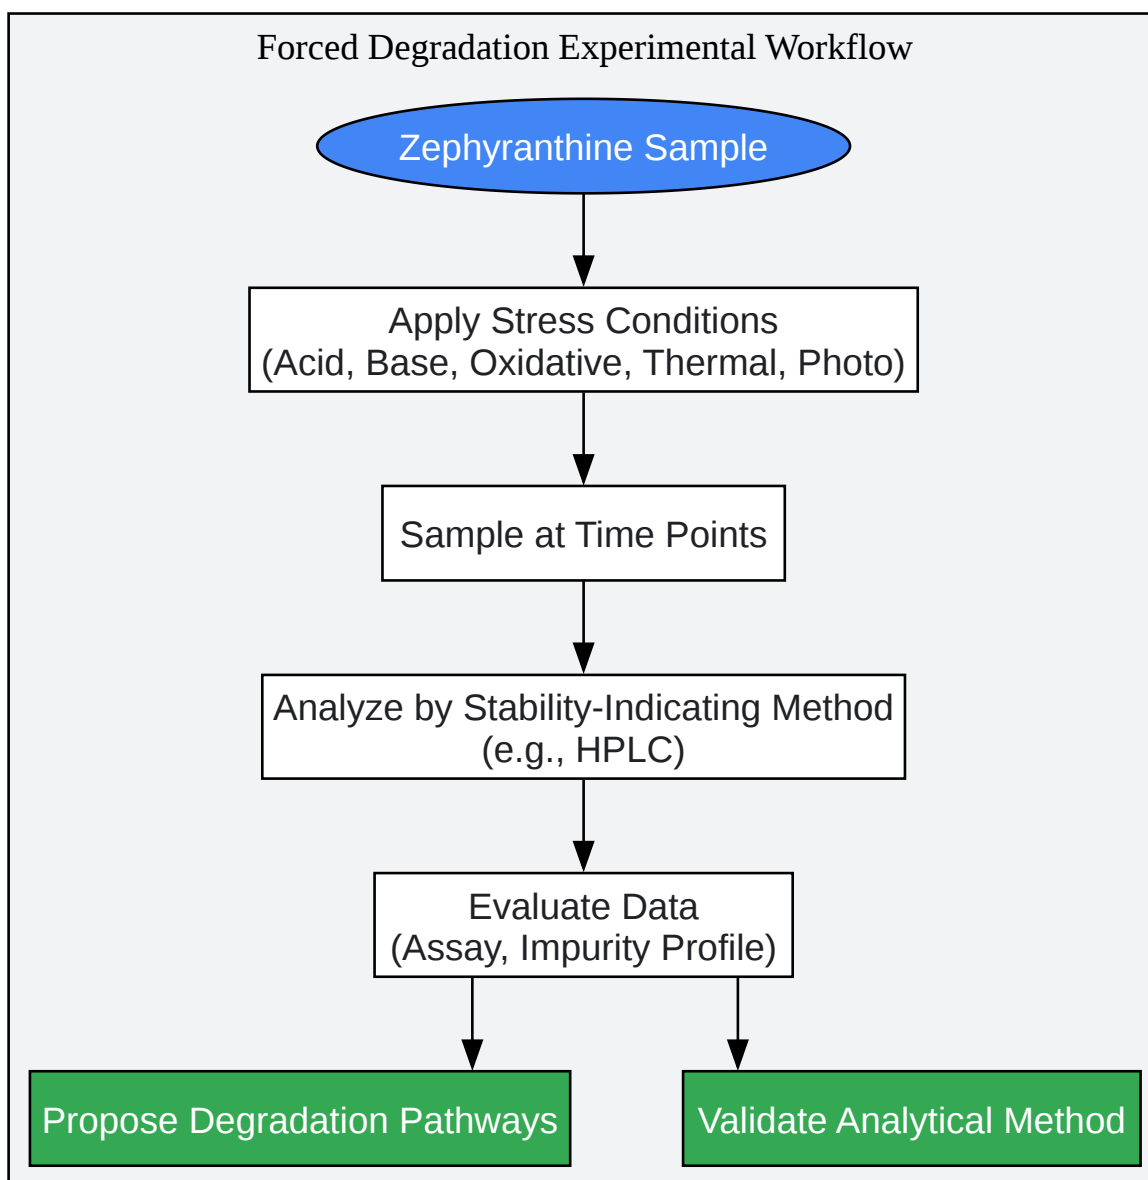 Forced Degradation Experimental Workflow
Zephyranthine Sample
Apply Stress Conditions
(Acid, Base, Oxidative, Thermal, Photo)
Sample at Time Points
Analyze by Stability-Indicating Method
(e.g., HPLC)
Evaluate Data
(Assay, Impurity Profile)
Propose Degradation Pathways
Validate Analytical Method